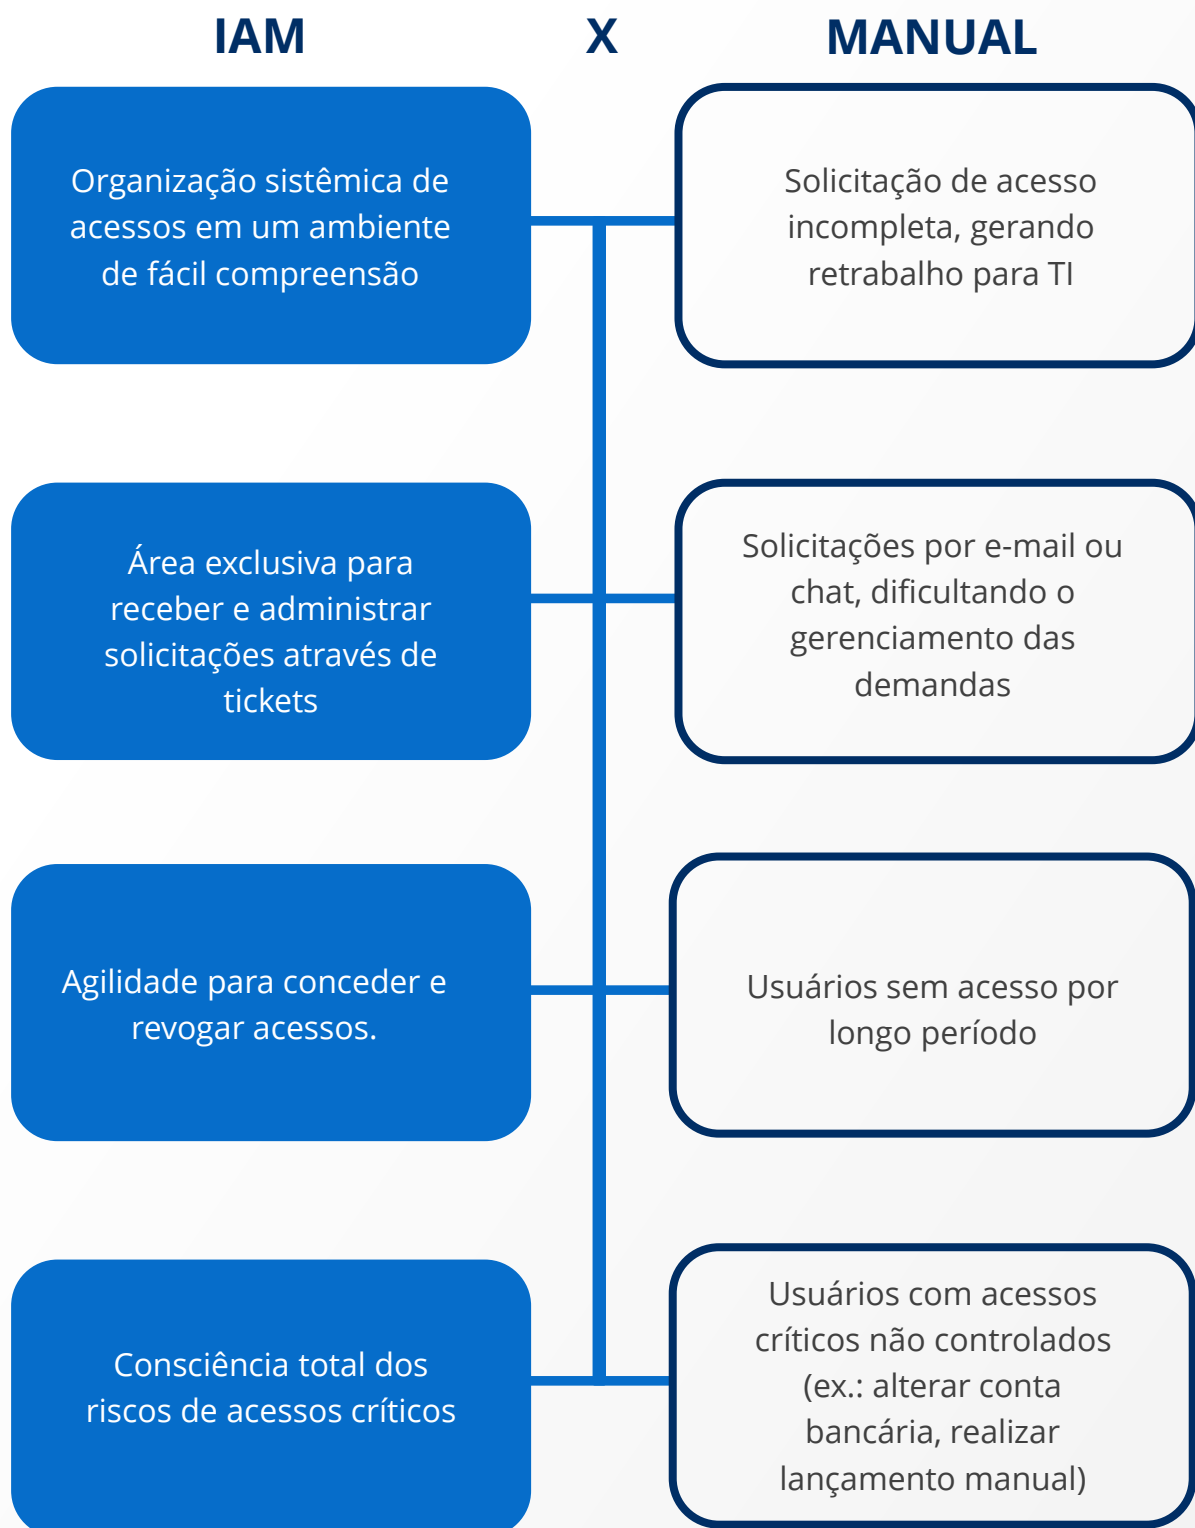 IAM X MANUAL
Organização sistêmica de
acessos em um ambiente
de fácil compreensão
Solicitação de acesso
incompleta, gerando
retrabalho para TI
Área exclusiva para
receber e administrar
solicitações através de
tickets
Solicitações por e-mail ou
chat, dificultando o
gerenciamento das
demandas
Agilidade para conceder e
revogar acessos.
Usuários sem acesso por
longo período
Consciência total dos
riscos de acessos críticos
Usuários com acessos
críticos não controlados
(ex.: alterar conta
bancária, realizar
lançamento manual)